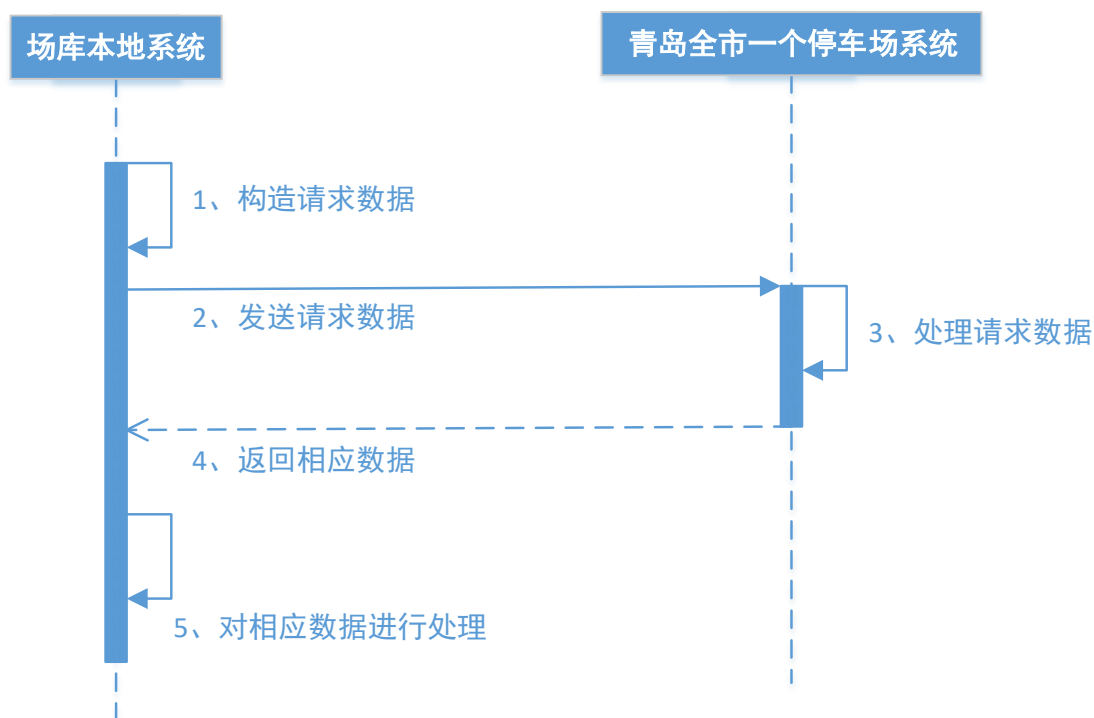 场库本地系统
青岛全市一个停车场系统
1、构造请求数据
2、发送请求数据
3、处理请求数据
4、返回相应数据
5、对相应数据进行处理